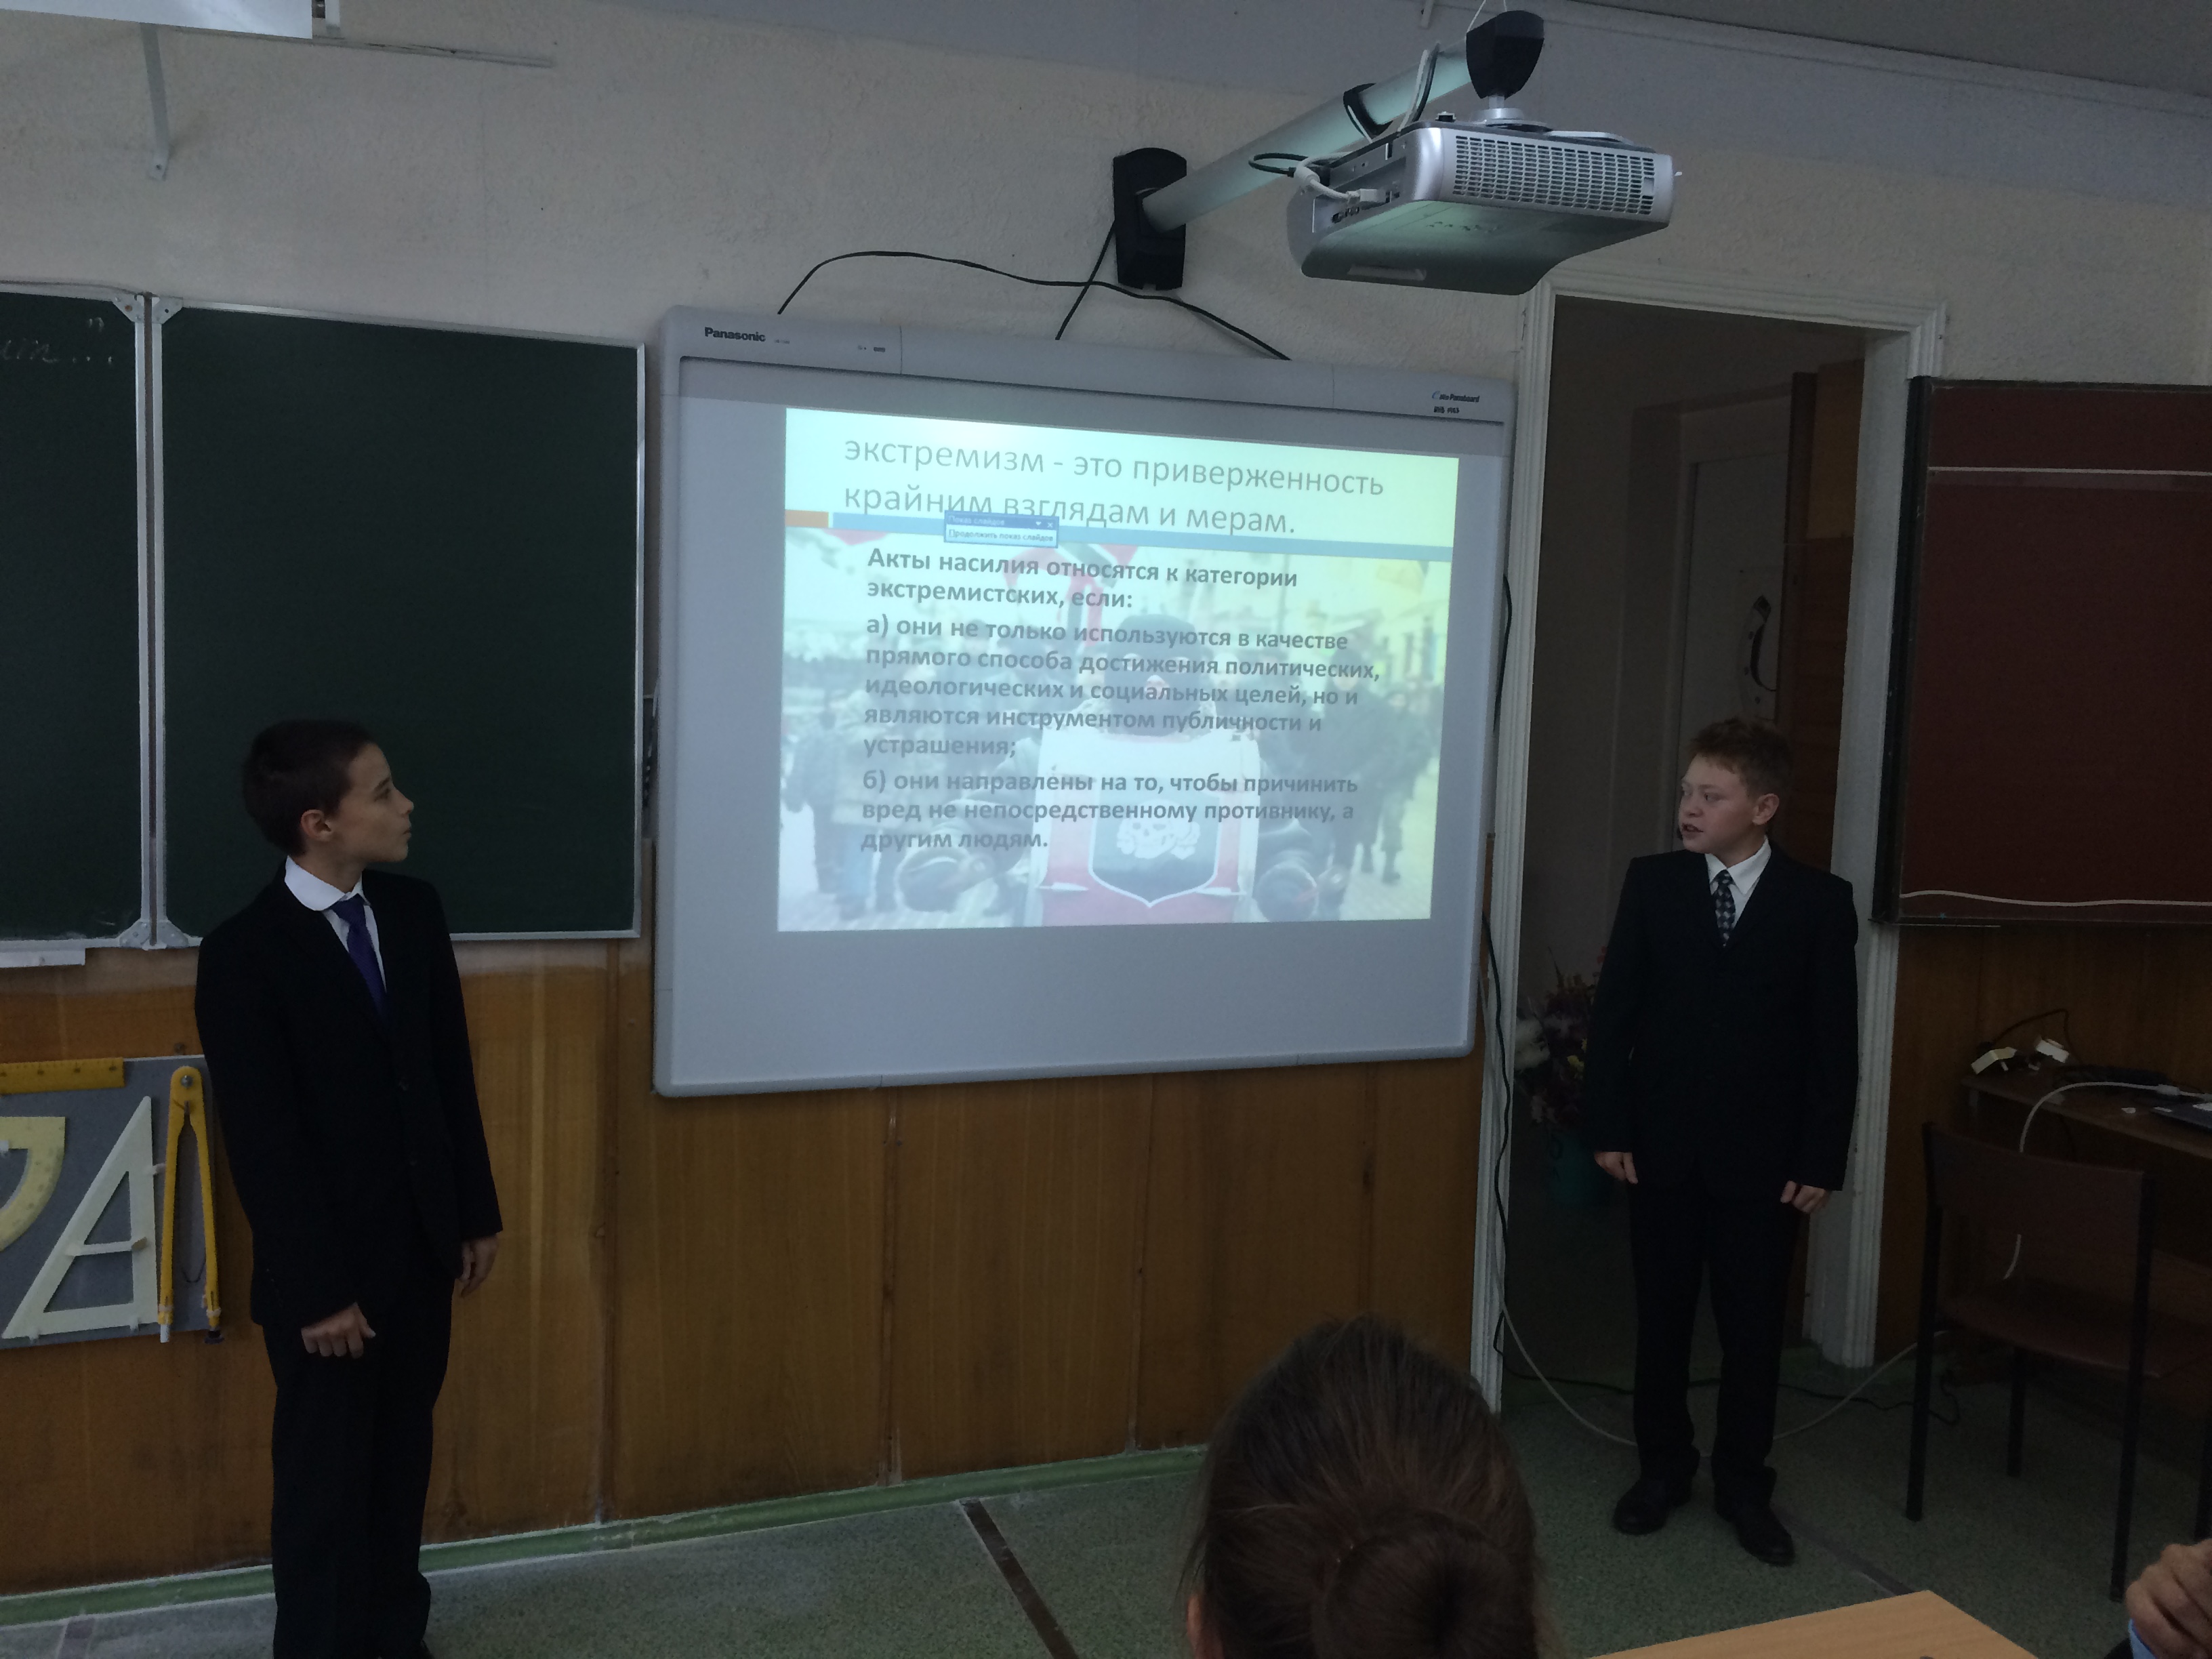 Panasonic
экстремизм - это приверженность
крайним взглядам и мерам.
Показ слайдов
Продолжить показ слайдов
Акты насилия относятся к категории
экстремистских, если:
а) они не только используются в качестве
прямого способа достижения политических,
идеологических и социальных целей, но и
являются инструментом публичности и
устрашения;
б) они направлены на то, чтобы причинить
вред не непосредственному противнику, а
другим людям.